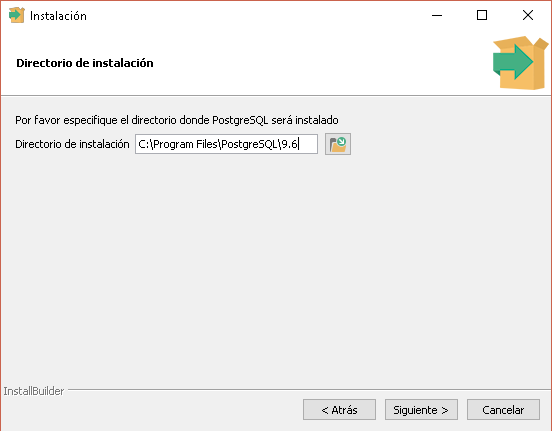 Instalación
Directorio de instalación
Por favor especifique el directorio donde PostgreSQL será instalado
Directorio de instalación C:\Program Files\PostgreSQL\9.6
InstallBuilder
< Atrás Siguiente > Cancelar